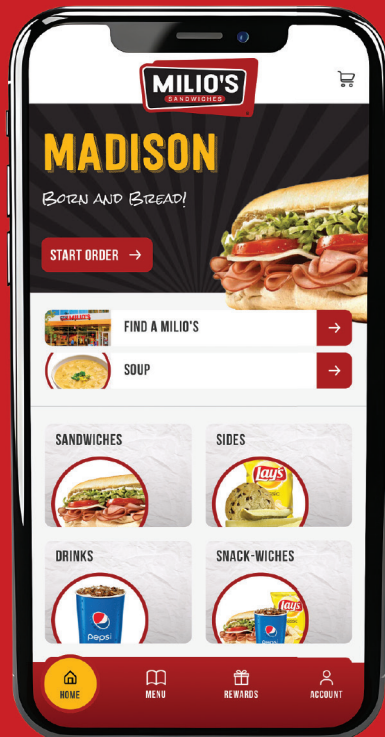 MILIO'S
SANDWICHES
MADISON
BORN AND BREAD!
START ORDER
FIND A MILIO'S
SOUP
SANDWICHES
SIDES
Lay's
DRINKS
SNACK-WICHES
pepsi
Lay's
HOME
MENU
REWARDS
ACCOUNT